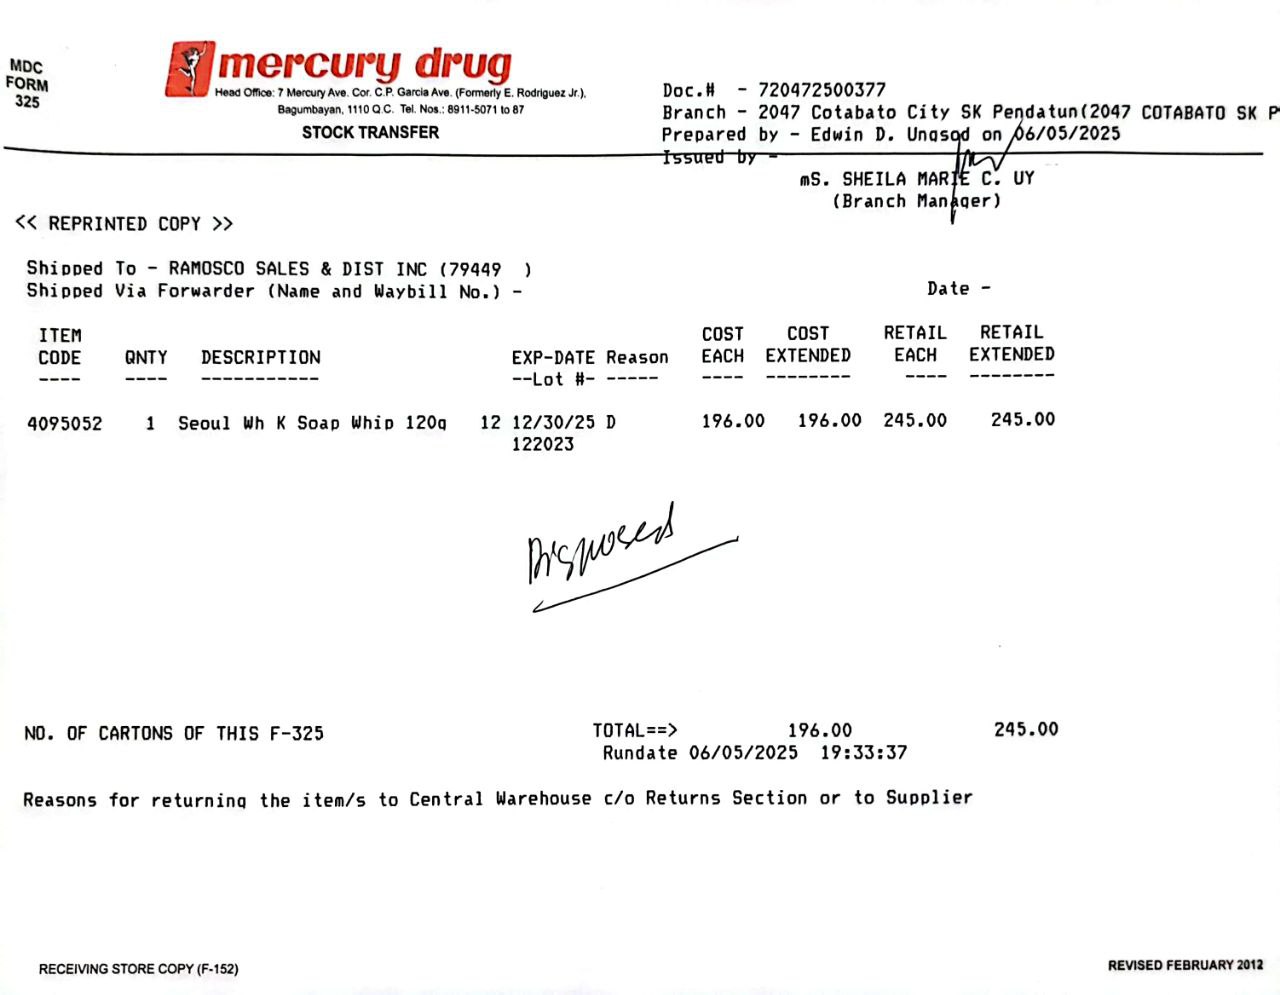 MDC
FORM
325
mercury drug
Head Office: 7 Mercury Ave. Cor. C.P. Garcia Ave. (Formerly E. Rodriguez Jr.),
Bagumbayan, 1110 Q.C. Tel. Nos.: 8911-5071 to 87
STOCK TRANSFER
Doc.# - 720472500377
Branch - 2047 Cotabato City SK Pendatun(2047 COTABATO SK P
Prepared by - Edwin D. Ungsod on 06/05/2025
Issued by -
mS. SHEILA MARIE C. UY
(Branch Manager)
<< REPRINTED COPY >>
Shipped To - RAMOSCO SALES & DIST INC (79449 )
Shipped Via Forwarder (Name and Waybill No.) - Date -
ITEM COST COST RETAIL RETAIL
CODE QNTY DESCRIPTION EXP-DATE Reason EACH EXTENDED EACH EXTENDED
---- ---- ----------- --Lot #- ----- ---- -------- ---- --------
4095052 1 Seoul Wh K Soap Whip 120g 12 12/30/25 D 196.00 196.00 245.00 245.00
122023
Disposed
NO. OF CARTONS OF THIS F-325 TOTAL==> 196.00 245.00
Rundate 06/05/2025 19:33:37
Reasons for returning the item/s to Central Warehouse c/o Returns Section or to Supplier
RECEIVING STORE COPY (F-152) REVISED FEBRUARY 2012